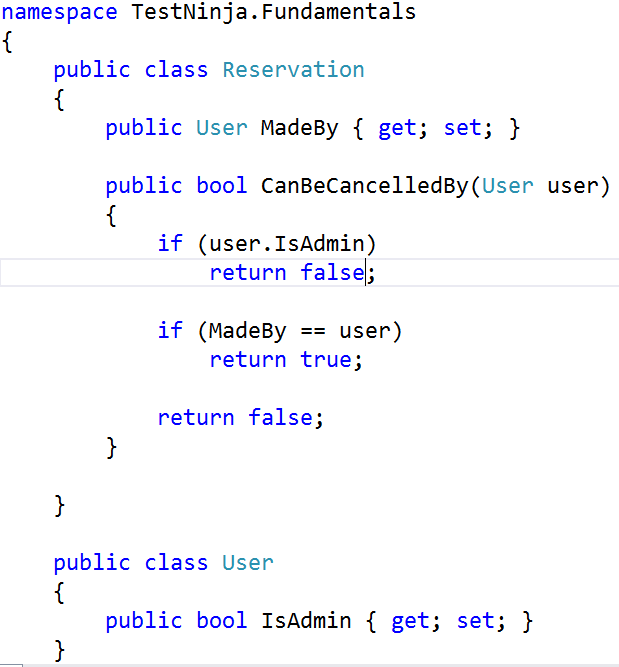 namespace TestNinja.Fundamentals
{
    public class Reservation
    {
        public User MadeBy { get; set; }

        public bool CanBeCancelledBy(User user)
        {
            if (user.IsAdmin)
                return false;

            if (MadeBy == user)
                return true;

            return false;
        }

    }

    public class User
    {
        public bool IsAdmin { get; set; }
    }